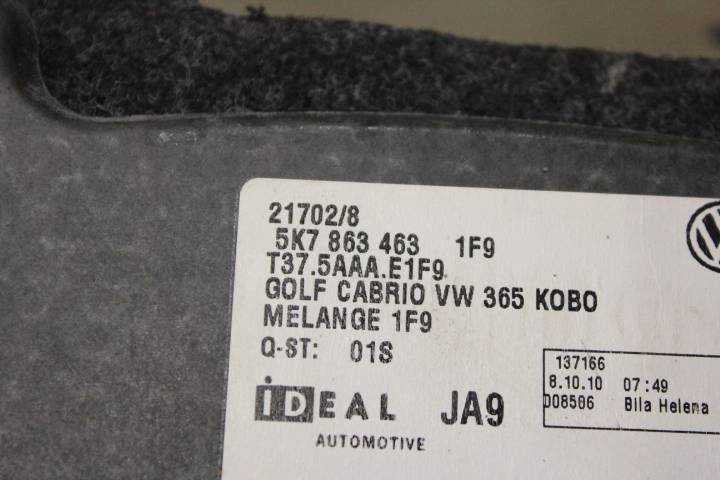 21702/8
5K7 863 463 1F9
T37.5AAA.E1F9
GOLF CABRIO VW 365 KOBO
MELANGE 1F9
Q-ST: 01S
137166
8.10.10 07:49
D08506 Bila Helena
iDEAL JA9
AUTOMOTIVE